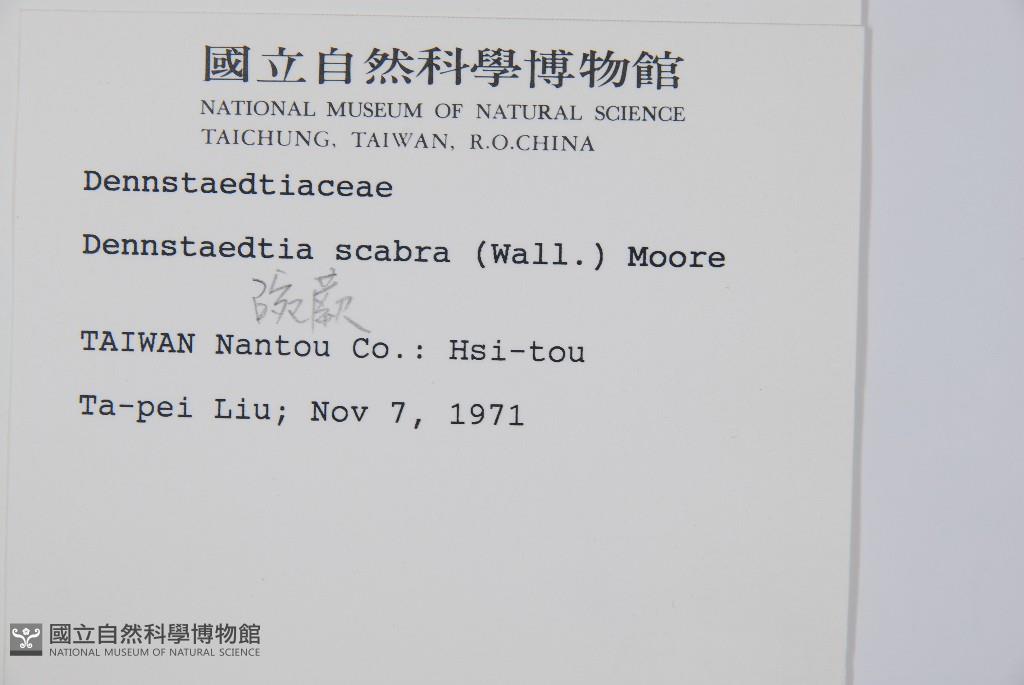 國立自然科學博物館
NATIONAL MUSEUM OF NATURAL SCIENCE
TAICHUNG, TAIWAN, R.O.CHINA
Dennstaedtiaceae
Dennstaedtia scabra (Wall.) Moore
碗蕨
TAIWAN Nantou Co.: Hsi-tou
Ta-pei Liu; Nov 7, 1971
國立自然科學博物館
NATIONAL MUSEUM OF NATURAL SCIENCE